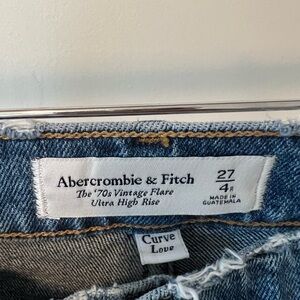 Abercrombie & Fitch
The '70s Vintage Flare
Ultra High Rise
27
4R
MADE IN
GUATEMALA
Curve
Love